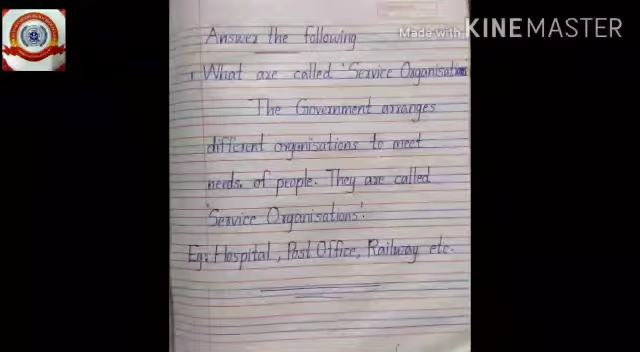 Made with KINEMASTER
Answer the following
1 What are called 'Service Organisation
The Government arranges
different organisations to meet
needs. of people. They are called
'Service Organisations'.
Eg: Hospital, Post Office, Railway etc.